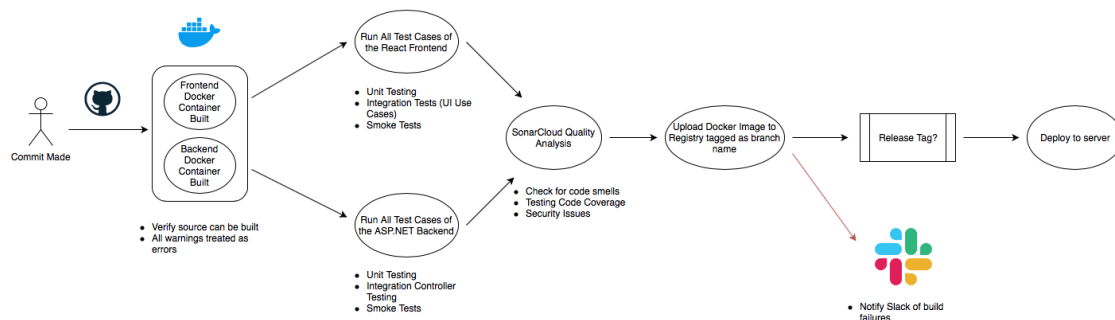 Commit Made
Frontend
Docker
Container
Built
Backend
Docker
Container
Built
• Verify source can be built
• All warnings treated as
errors
Run All Test Cases of
the React Frontend
• Unit Testing
• Integration Tests (UI Use
Cases)
• Smoke Tests
Run All Test Cases of
the ASP.NET Backend
• Unit Testing
• Integration Controller
Testing
• Smoke Tests
SonarCloud Quality
Analysis
• Check for code smells
• Testing Code Coverage
• Security Issues
Upload Docker Image to
Registry tagged as branch
name
Release Tag?
Deploy to server
• Notify Slack of build
failures